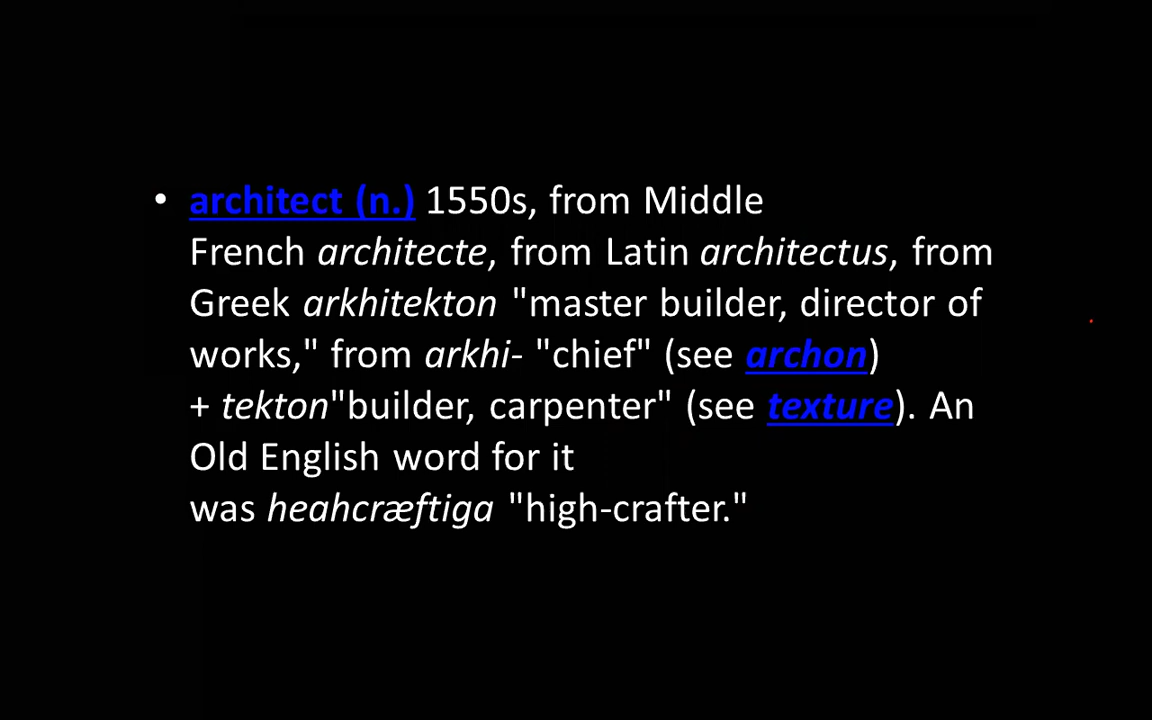 • architect (n.) 1550s, from Middle
French architecte, from Latin architectus, from
Greek arkhitekton "master builder, director of
works," from arkhi- "chief" (see archon)
+ tekton"builder, carpenter" (see texture). An
Old English word for it
was heahcræftiga "high-crafter."